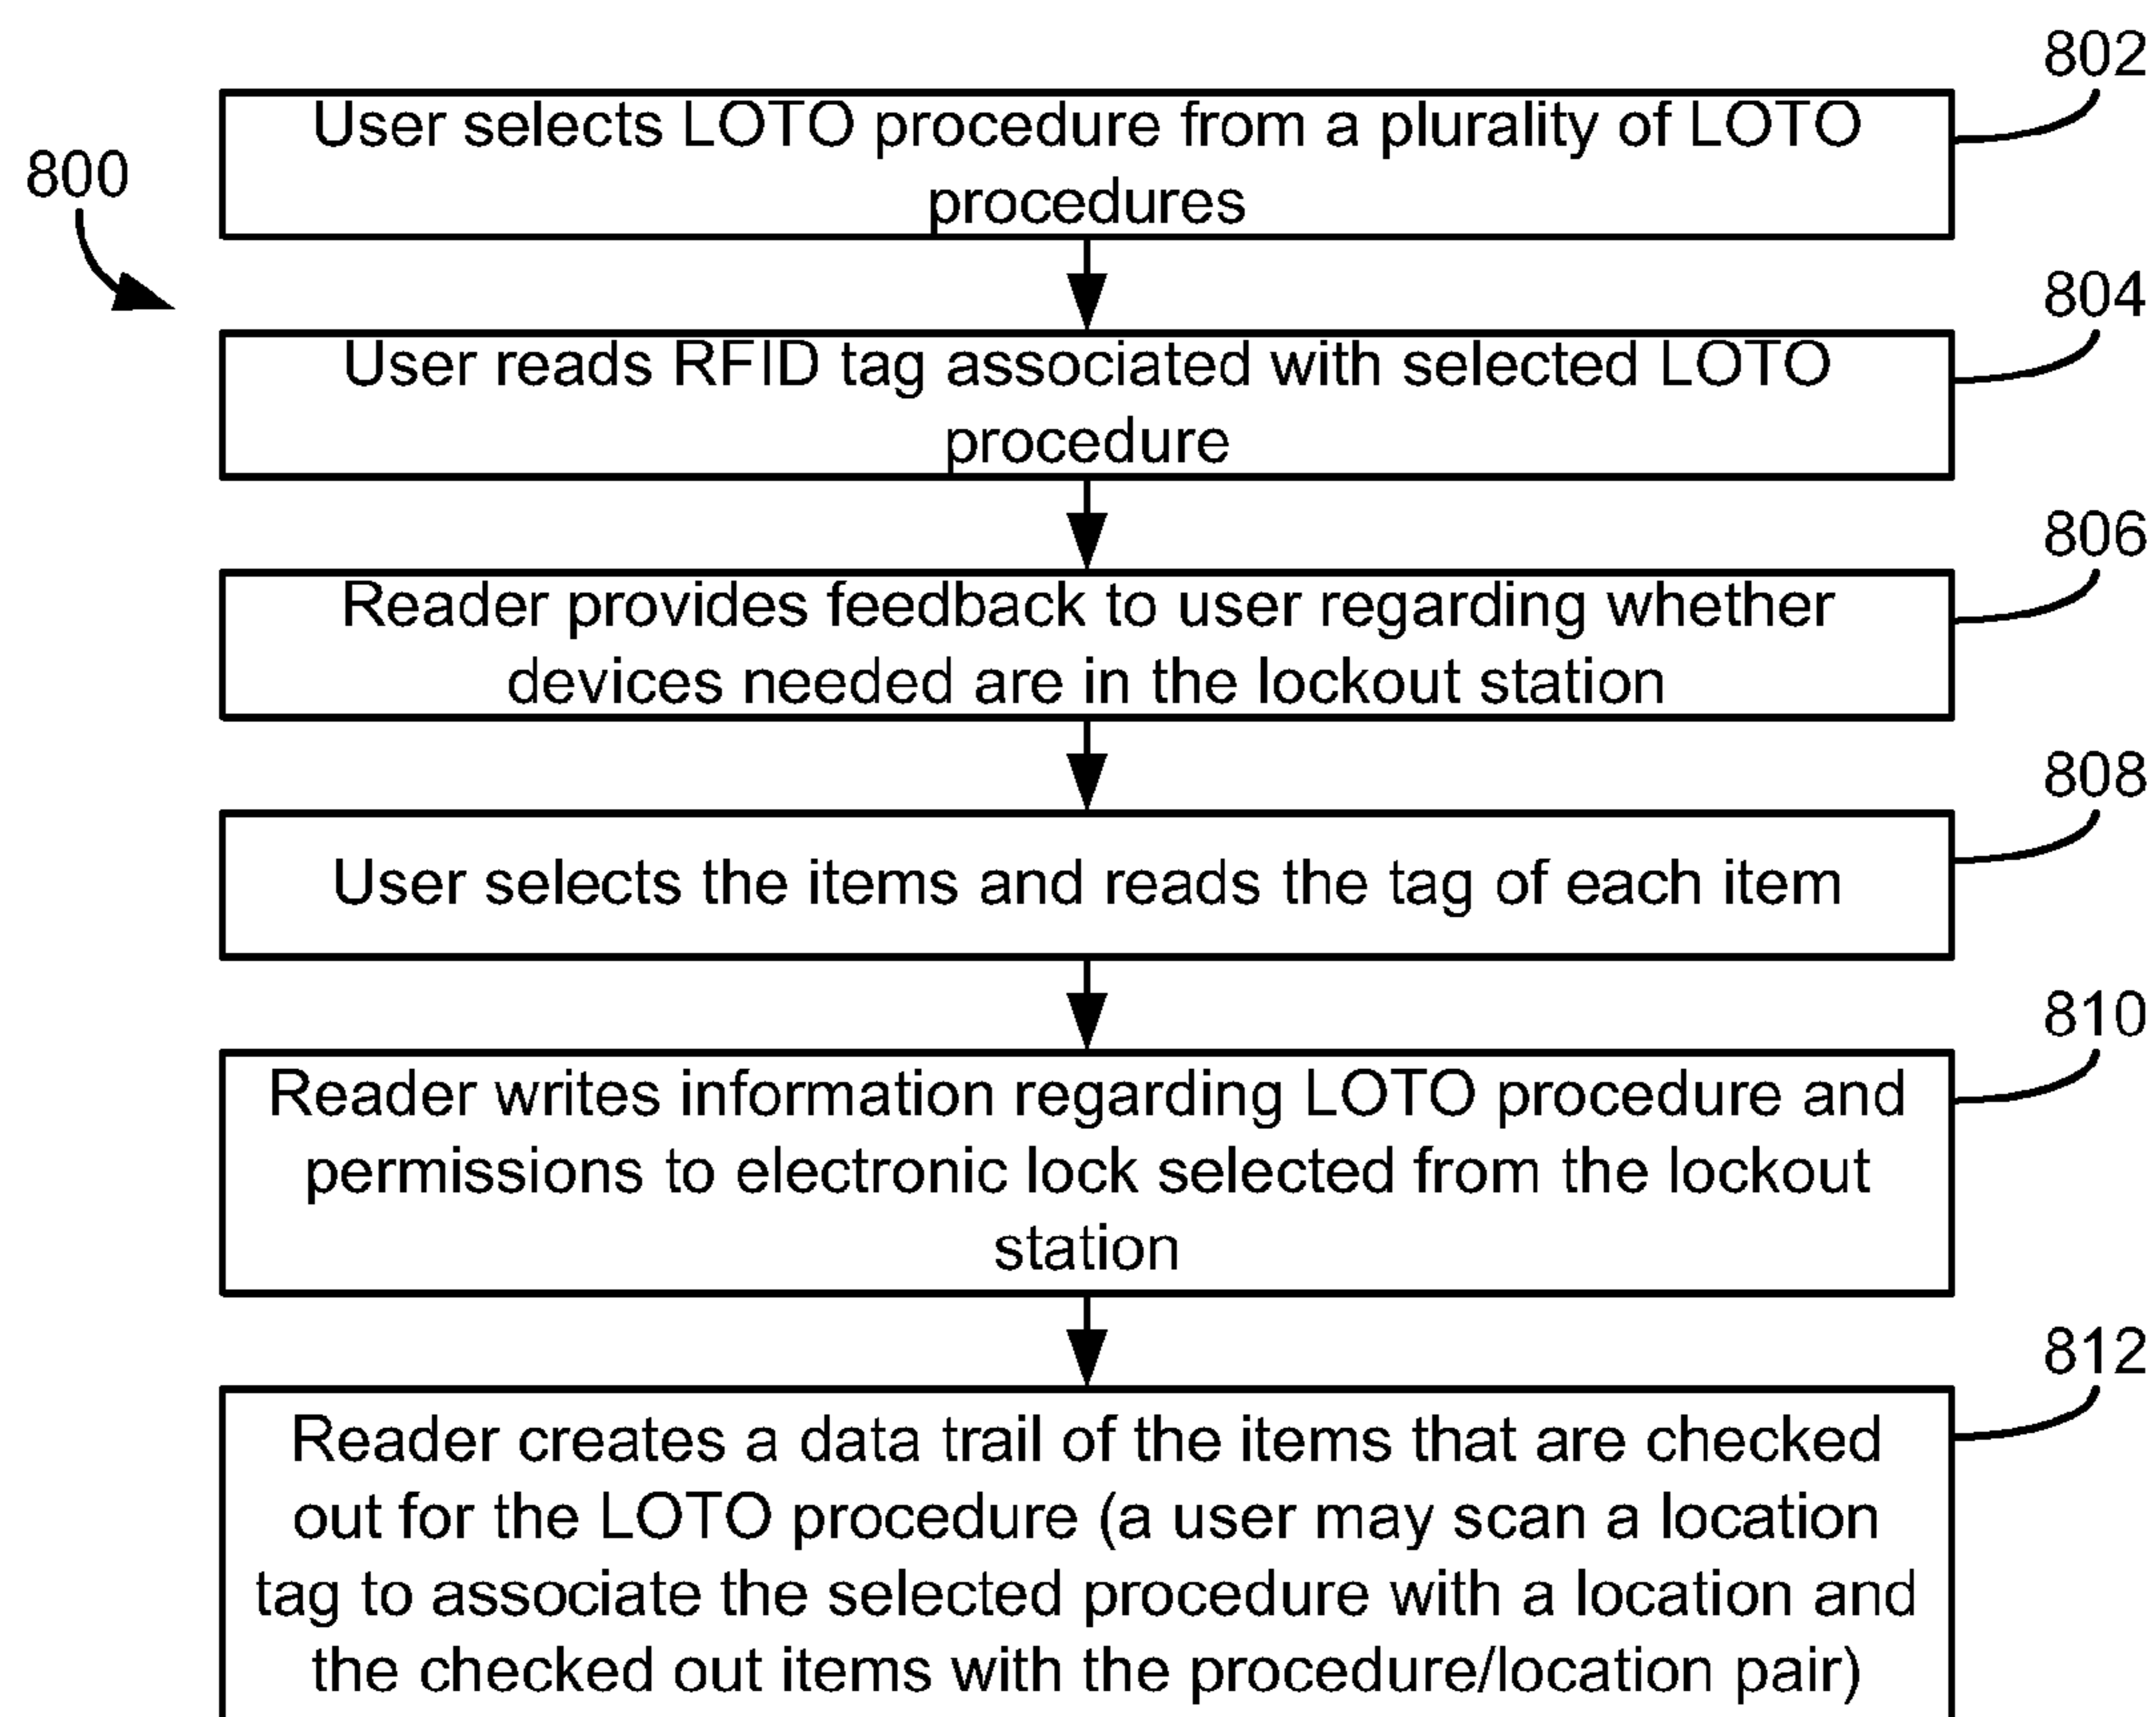 802
User selects LOTO procedure from a plurality of LOTO
procedures
800
804
User reads RFID tag associated with selected LOTO
procedure
806
Reader provides feedback to user regarding whether
devices needed are in the lockout station
808
User selects the items and reads the tag of each item
810
Reader writes information regarding LOTO procedure and
permissions to electronic lock selected from the lockout
station
812
Reader creates a data trail of the items that are checked
out for the LOTO procedure (a user may scan a location
tag to associate the selected procedure with a location and
the checked out items with the procedure/location pair)